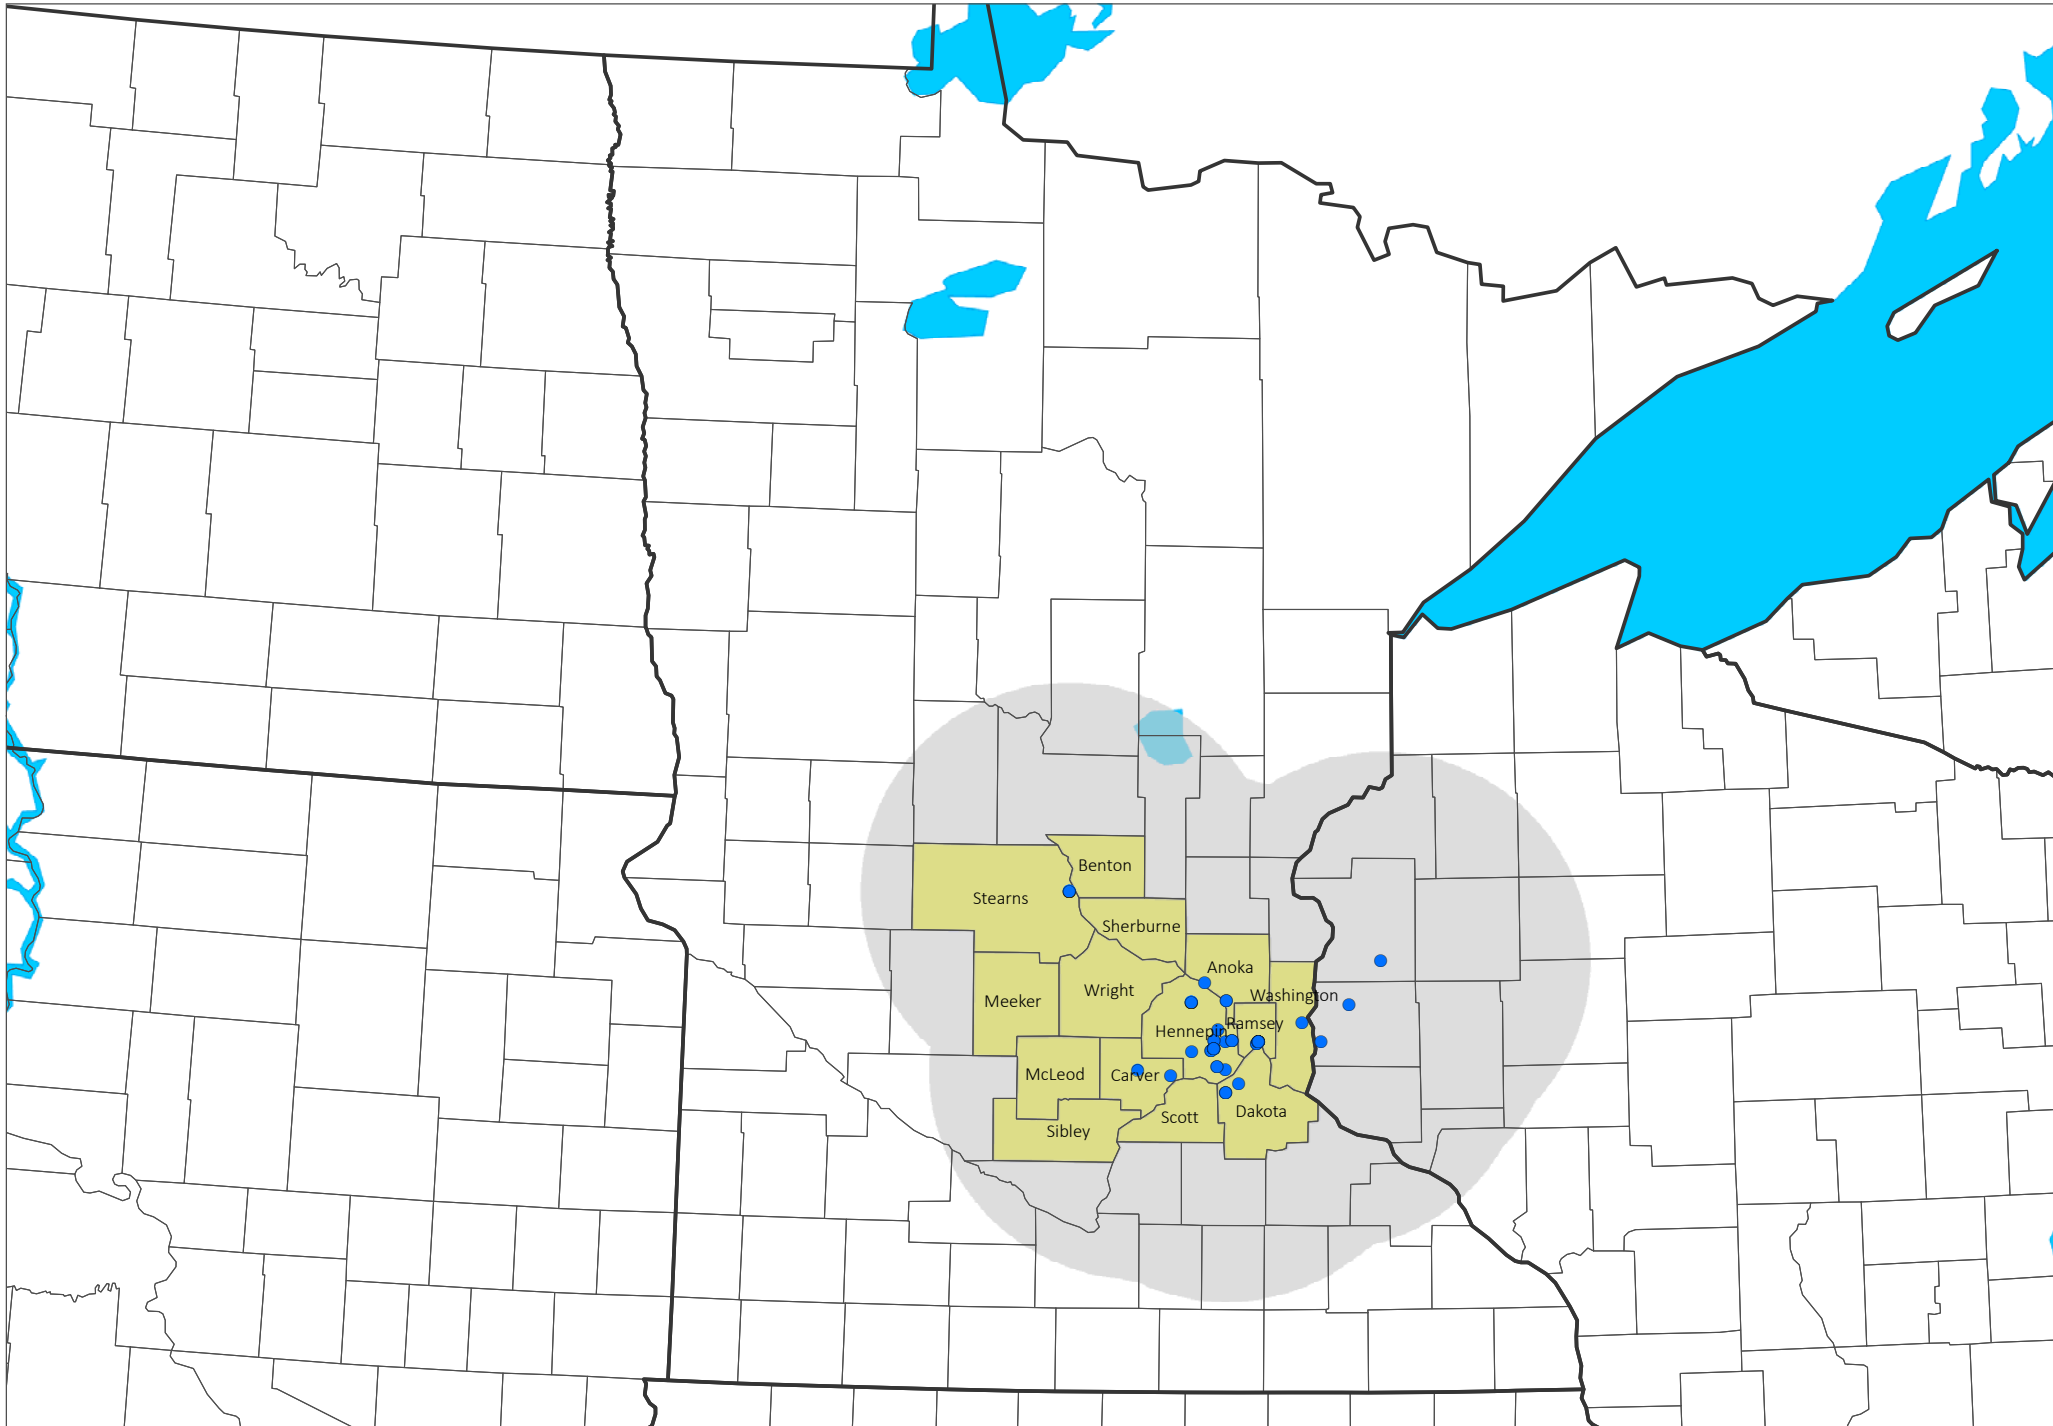 Benton
Stearns
Sherburne
Anoka
Wright
Washington
Meeker
Ramsey
Hennepin
McLeod
Carver
Dakota
Scott
Sibley